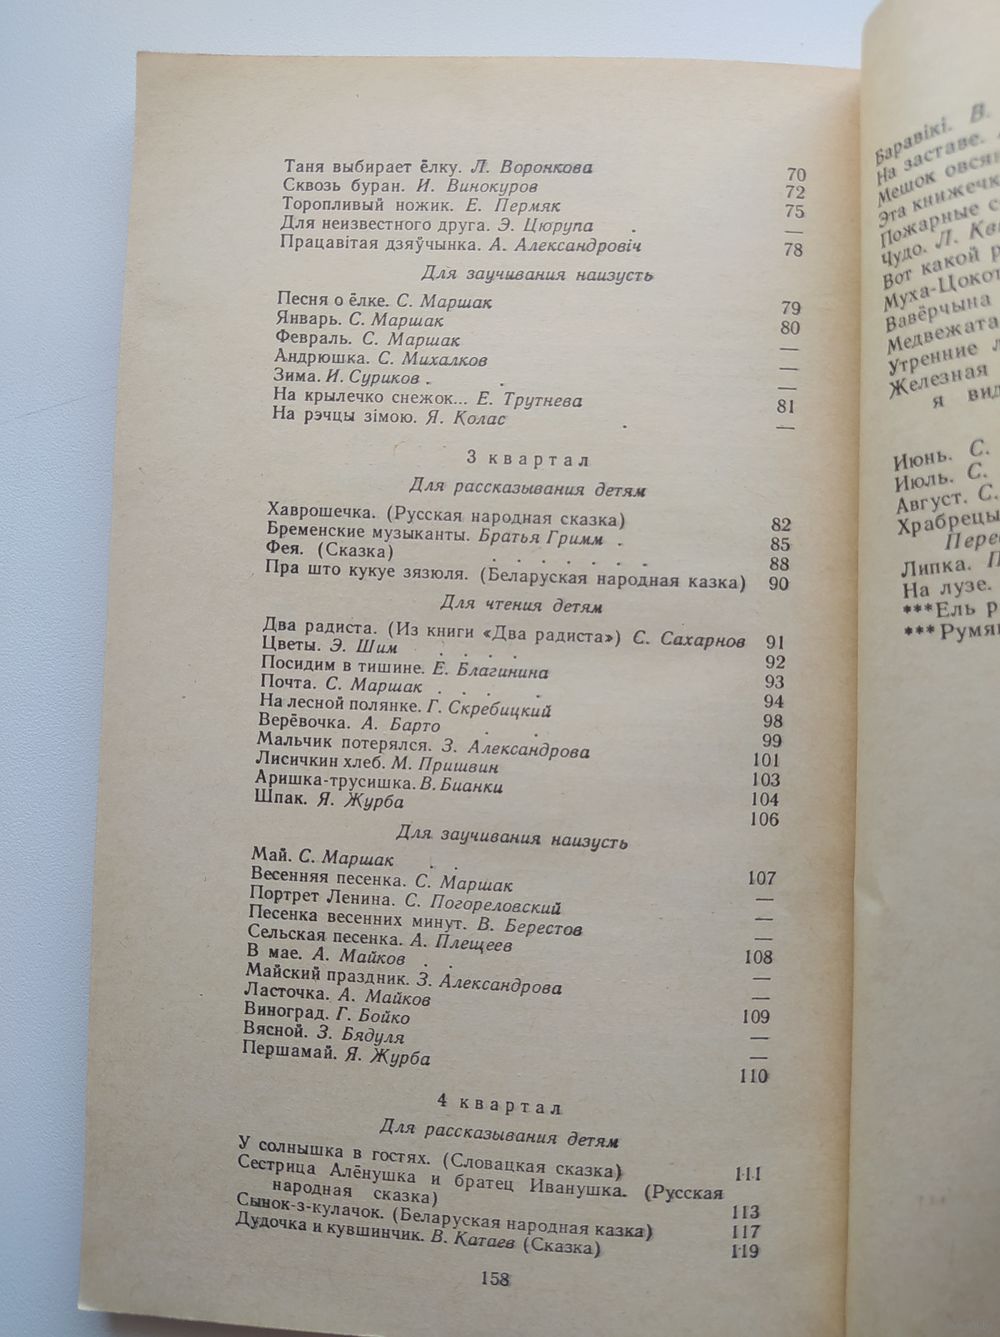 Таня выбирает ёлку. Л. Воронкова 70
Сквозь буран. И. Винокуров 72
Торопливый ножик. Е. Пермяк 75
Для неизвестного друга. Э. Цюрупа . —
Працавітая дзяўчынка. А. Александровіч 78
Для заучивания наизусть
Песня о ёлке. С. Маршак 79
Январь. С. Маршак 80
Февраль. С. Маршак —
Андрюшка. С. Михалков —
Зима. И. Суриков . . —
На крылечко снежок... Е. Трутнева 81
На рэчцы зімою. Я. Колас . —
3 квартал
Для рассказывания детям
Хаврошечка. (Русская народная сказка) 82
Бременские музыканты. Братья Гримм . 85
Фея. (Сказка) . . . . . . . 88
Пра што кукуе зязюля. (Беларуская народная казка) 90
Для чтения детям
Два радиста. (Из книги «Два радиста») С. Сахарнов 91
Цветы. Э. Шим . . . . 92
Посидим в тишине. Е. Благинина 93
Почта. С. Маршак . . . . 94
На лесной полянке. Г. Скребицкий 98
Верёвочка. А. Барто . . 99
Мальчик потерялся. З. Александрова 101
Лисичкин хлеб. М. Пришвин 103
Аришка-трусишка. В. Бианки 104
Шпак. Я. Журба 106
Для заучивания наизусть
Май. С. Маршак . . 107
Весенняя песенка. С. Маршак —
Портрет Ленина. С. Погореловский —
Песенка весенних минут. В. Берестов —
Сельская песенка. А. Плещеев 108
В мае. А. Майков . . —
Майский праздник. З. Александрова —
Ласточка. А. Майков 109
Виноград. Г. Бойко —
Вясной. З. Бядуля —
Першамай. Я. Журба 110
4 квартал
Для рассказывания детям
У солнышка в гостях. (Словацкая сказка) 111
Сестрица Алёнушка и братец Иванушка. (Русская
народная сказка) 113
Сынок-з-кулачок. (Беларуская народная казка) 117
Дудочка и кувшинчик. В. Катаев (Сказка) 119
158
Баравікі. В.
На заставе.
Мешок
Эта
Пожарные
Чудо. Л.
Вот какой
Муха-
Вавёрчына
Медвежата
Утренние
Железная
я
Июнь. С.
Июль. С.
Август. С.
Храбрецы
Липка.
На лузе.
***Ель
***